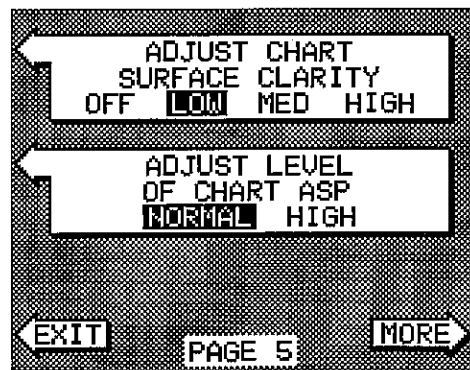 ADJUST CHART
SURFACE CLARITY
OFF LOW MED HIGH
ADJUST LEVEL
OF CHART ASP
NORMAL HIGH
EXIT
PAGE 5
MORE